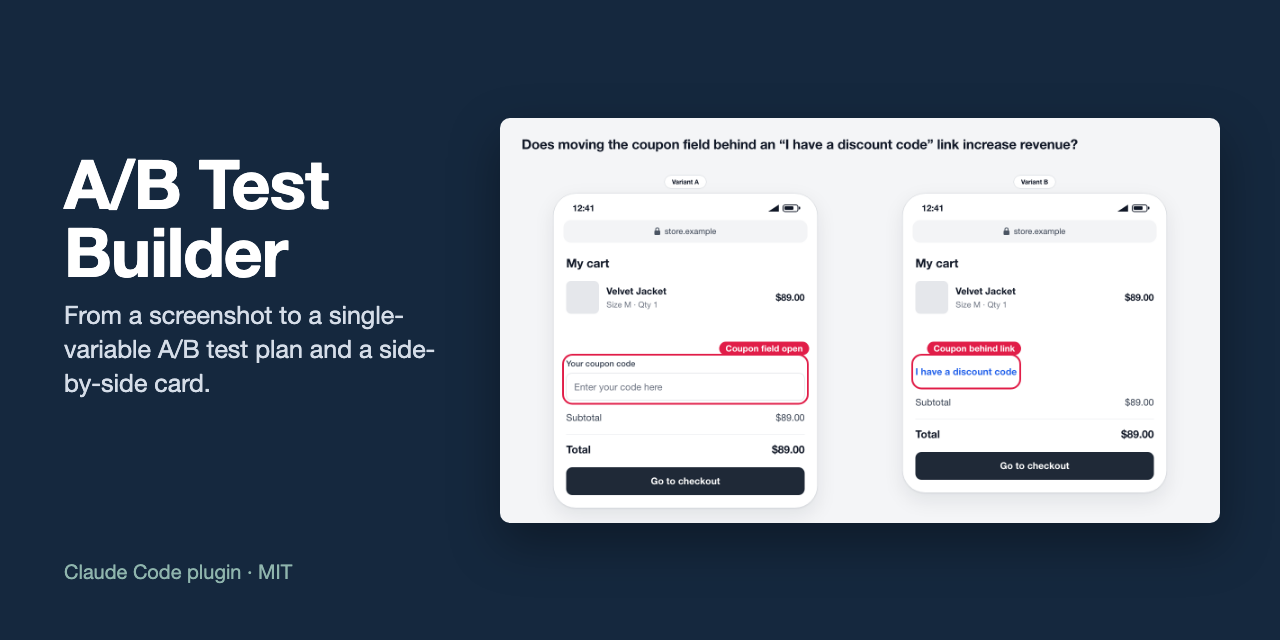 A/B Test
Builder
From a screenshot to a single-
variable A/B test plan and a side-
by-side card.
Claude Code plugin · MIT
Does moving the coupon field behind an “I have a discount code” link increase revenue?
Variant A
12:41
store.example
My cart
Velvet Jacket
Size M · Qty 1
$89.00
Coupon field open
Your coupon code
Enter your code here
Subtotal $89.00
Total $89.00
Go to checkout
Variant B
12:41
store.example
My cart
Velvet Jacket
Size M · Qty 1
$89.00
Coupon behind link
I have a discount code
Subtotal $89.00
Total $89.00
Go to checkout